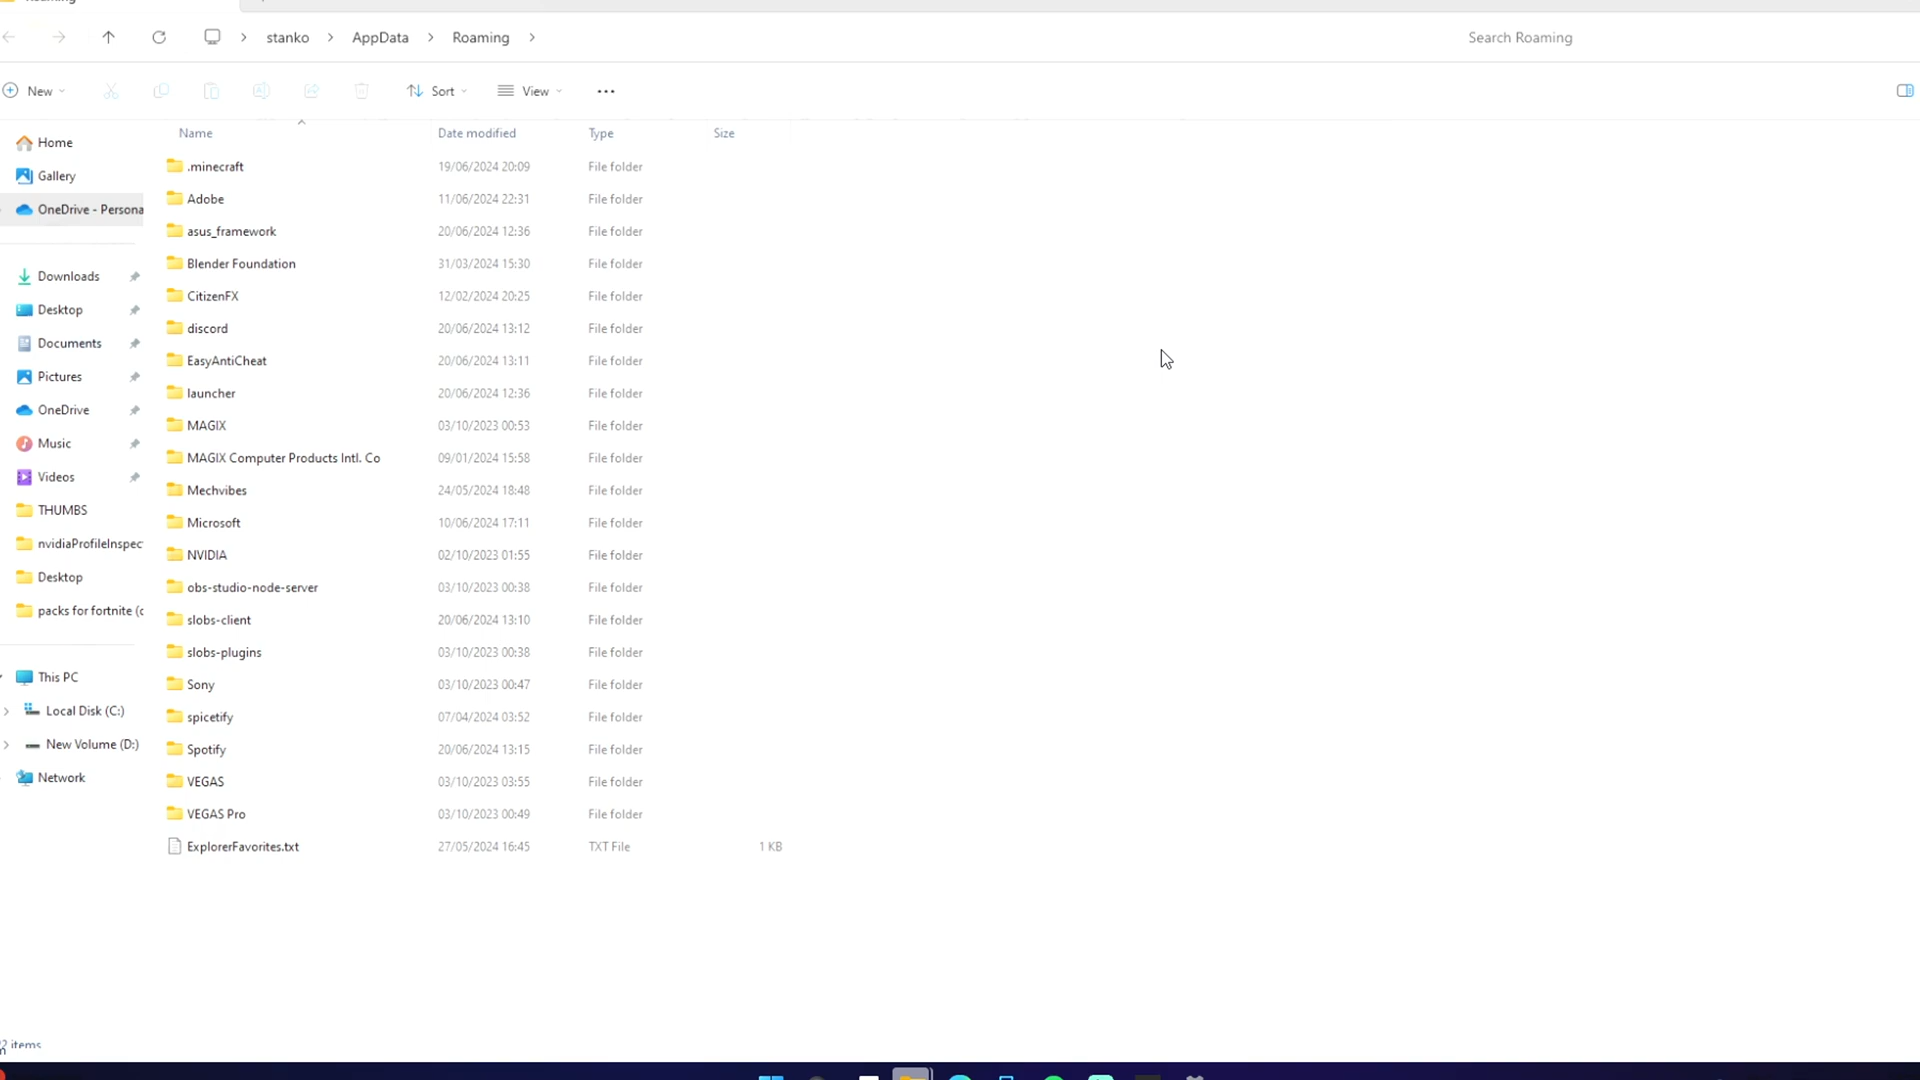 stanko > AppData > Roaming >
Search Roaming
New
Sort
View
Name Date modified Type Size
Home
Gallery
OneDrive - Persona
Downloads
Desktop
Documents
Pictures
OneDrive
Music
Videos
THUMBS
nvidiaProfileInspec
Desktop
packs for fortnite (c
This PC
Local Disk (C:)
New Volume (D:)
Network
.minecraft 19/06/2024 20:09 File folder
Adobe 11/06/2024 22:31 File folder
asus_framework 20/06/2024 12:36 File folder
Blender Foundation 31/03/2024 15:30 File folder
CitizenFX 12/02/2024 20:25 File folder
discord 20/06/2024 13:12 File folder
EasyAntiCheat 20/06/2024 13:11 File folder
launcher 20/06/2024 12:36 File folder
MAGIX 03/10/2023 00:53 File folder
MAGIX Computer Products Intl. Co 09/01/2024 15:58 File folder
Mechvibes 24/05/2024 18:48 File folder
Microsoft 10/06/2024 17:11 File folder
NVIDIA 02/10/2023 01:55 File folder
obs-studio-node-server 03/10/2023 00:38 File folder
slobs-client 20/06/2024 13:10 File folder
slobs-plugins 03/10/2023 00:38 File folder
Sony 03/10/2023 00:47 File folder
spicetify 07/04/2024 03:52 File folder
Spotify 20/06/2024 13:15 File folder
VEGAS 03/10/2023 03:55 File folder
VEGAS Pro 03/10/2023 00:49 File folder
ExplorerFavorites.txt 27/05/2024 16:45 TXT File 1 KB
items